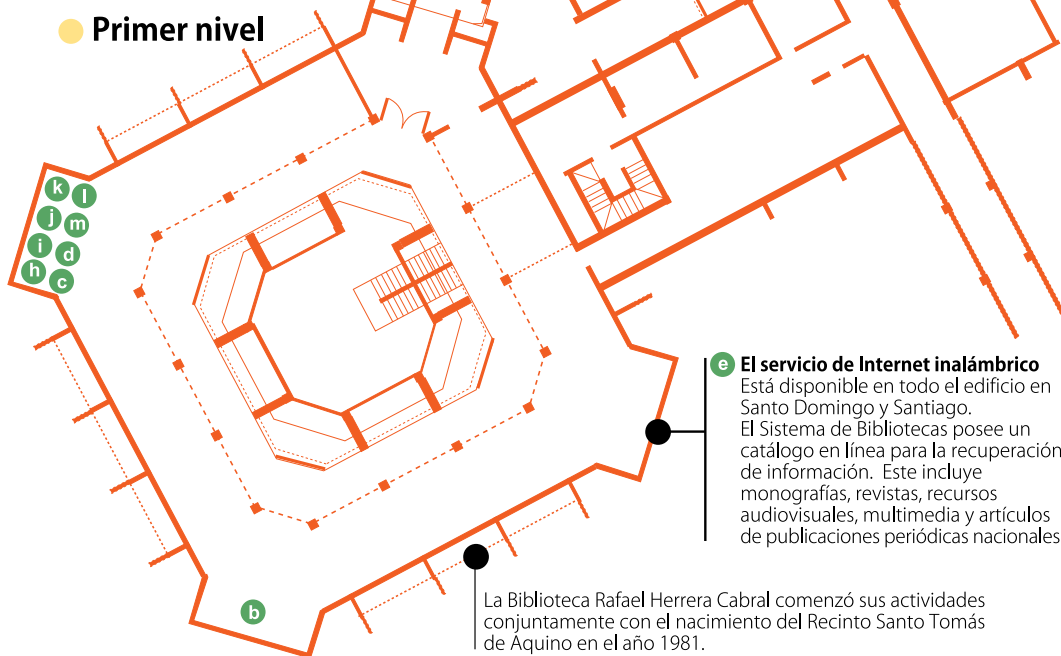 Primer nivel
k
l
j
m
i
d
h
c
e El servicio de Internet inalámbrico
Está disponible en todo el edificio en
Santo Domingo y Santiago.
El Sistema de Bibliotecas posee un
catálogo en línea para la recuperación
de información. Este incluye
monografías, revistas, recursos
audiovisuales, multimedia y artículos
de publicaciones periódicas nacionales
b
La Biblioteca Rafael Herrera Cabral comenzó sus actividades
conjuntamente con el nacimiento del Recinto Santo Tomás
de Aquino en el año 1981.